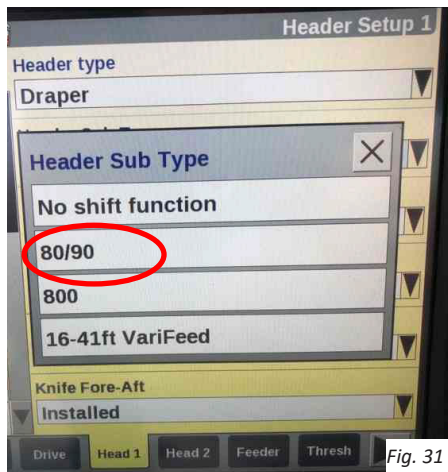 Header Setup 1
Header type
Draper
Header Sub Type
No shift function
80/90
800
16-41ft VariFeed
Knife Fore-Aft
Installed
Drive Head 1 Head 2 Feeder Thresh
Fig. 31